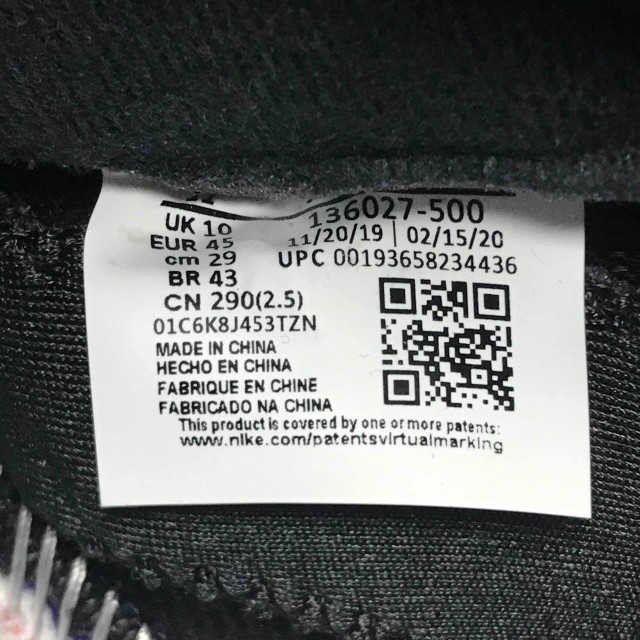 136027-500
UK 10
11/20/19 | 02/15/20
EUR 45
UPC 00193658234436
cm 29
BR 43
CN 290(2.5)
01C6K8J453TZN
MADE IN CHINA
HECHO EN CHINA
FABRIQUE EN CHINE
FABRICADO NA CHINA
This product is covered by one or more patents:
www.nike.com/patentsvirtualmarking